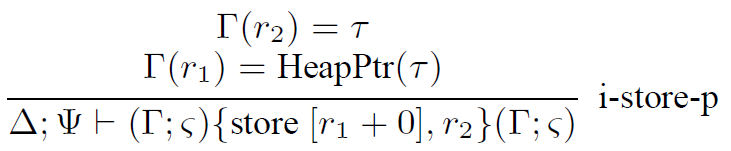 Γ(r₂) = τ
Γ(r₁) = HeapPtr(τ)
i-store-p
Δ; Ψ ⊢ (Γ; ς){store [r₁ + 0], r₂}(Γ; ς)